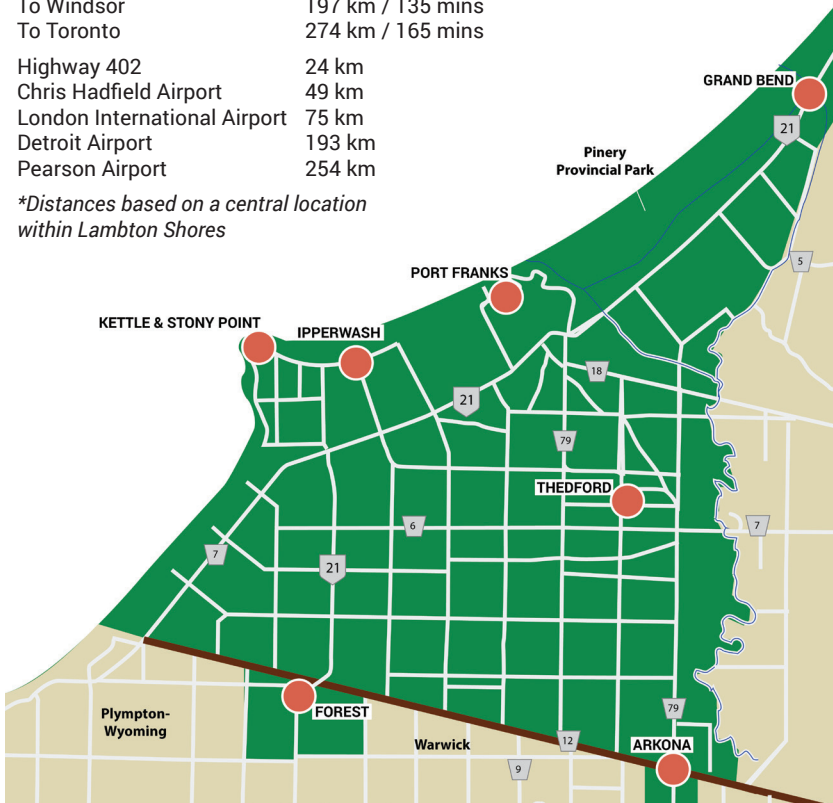 To Windsor 197 km / 135 mins
To Toronto 274 km / 165 mins
Highway 402 24 km
Chris Hadfield Airport 49 km
London International Airport 75 km
Detroit Airport 193 km
Pearson Airport 254 km
*Distances based on a central location
within Lambton Shores
GRAND BEND
21
Pinery
Provincial Park
5
PORT FRANKS
KETTLE & STONY POINT
IPPERWASH
18
21
79
THEDFORD
6
7
7
21
FOREST
Plympton-
Wyoming
79
12
Warwick
ARKONA
9